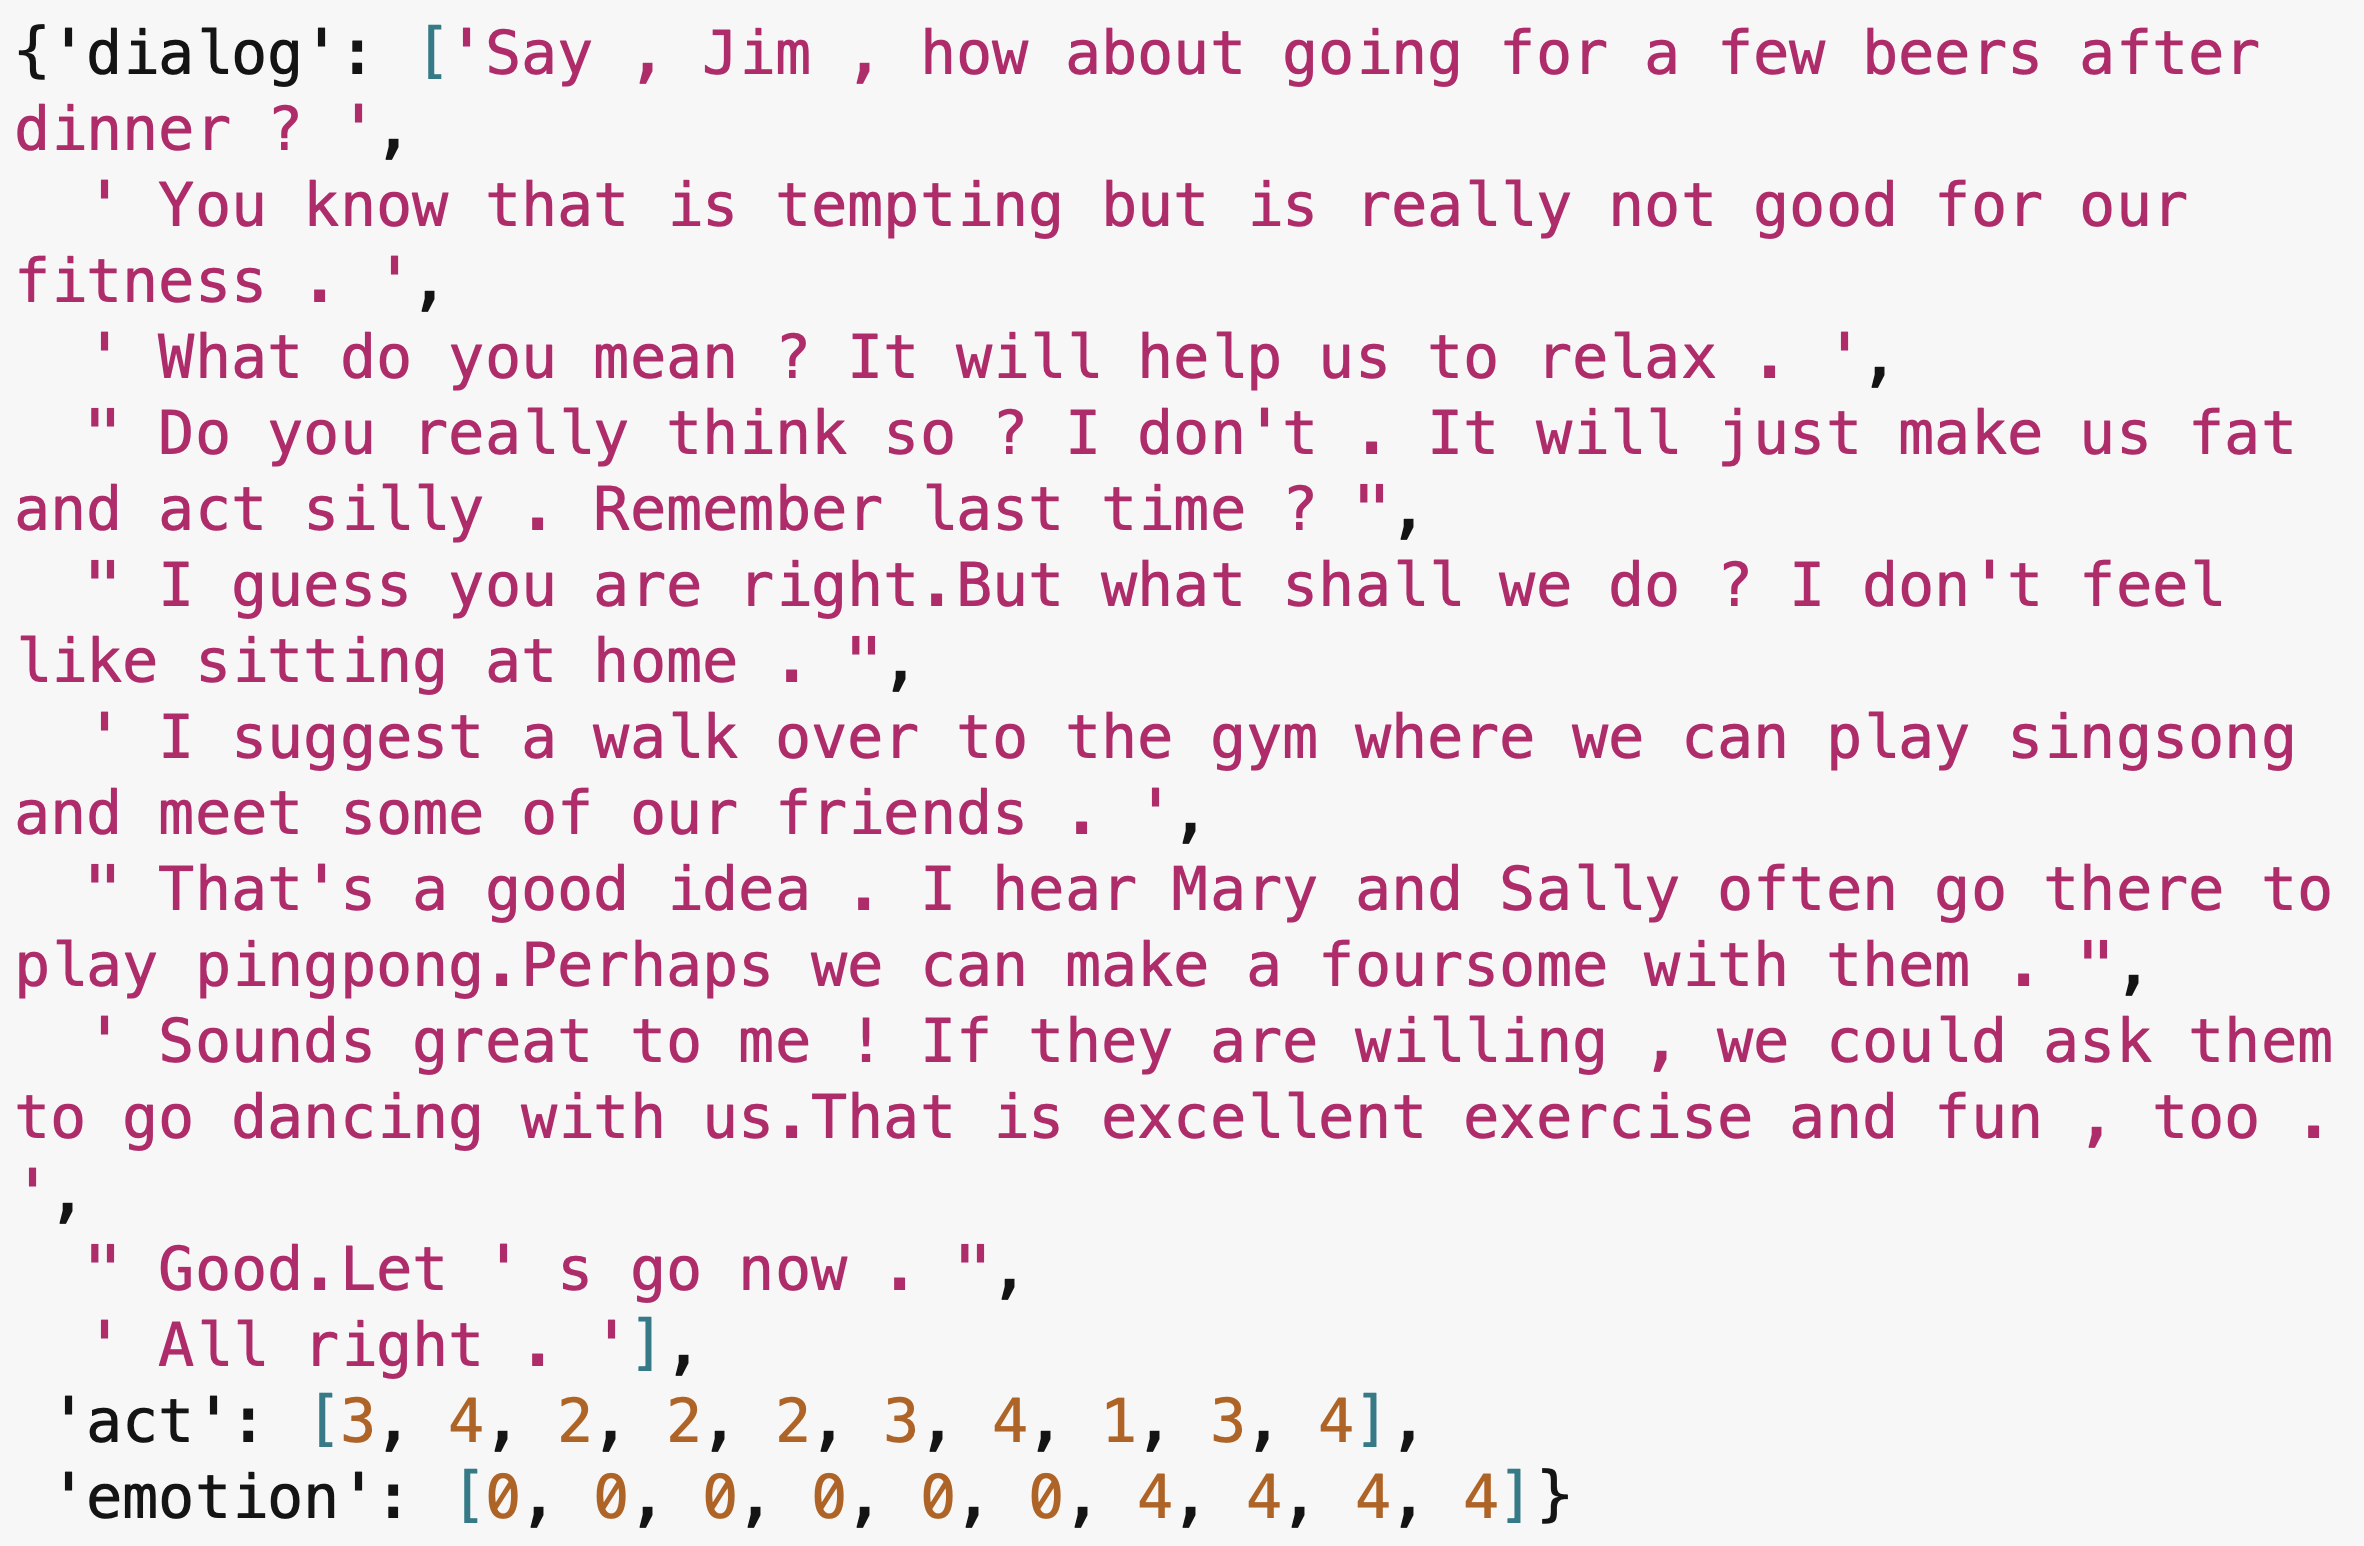 {'dialog': ['Say , Jim , how about going for a few beers after
dinner ? ',
' You know that is tempting but is really not good for our
fitness . ',
' What do you mean ? It will help us to relax . ',
" Do you really think so ? I don't . It will just make us fat
and act silly . Remember last time ? ",
" I guess you are right.But what shall we do ? I don't feel
like sitting at home . ",
' I suggest a walk over to the gym where we can play singsong
and meet some of our friends . ',
" That's a good idea . I hear Mary and Sally often go there to
play pingpong.Perhaps we can make a foursome with them . ",
' Sounds great to me ! If they are willing , we could ask them
to go dancing with us.That is excellent exercise and fun , too .
',
" Good.Let ' s go now . ",
' All right . '],
'act': [3, 4, 2, 2, 2, 3, 4, 1, 3, 4],
'emotion': [0, 0, 0, 0, 0, 0, 4, 4, 4, 4]}